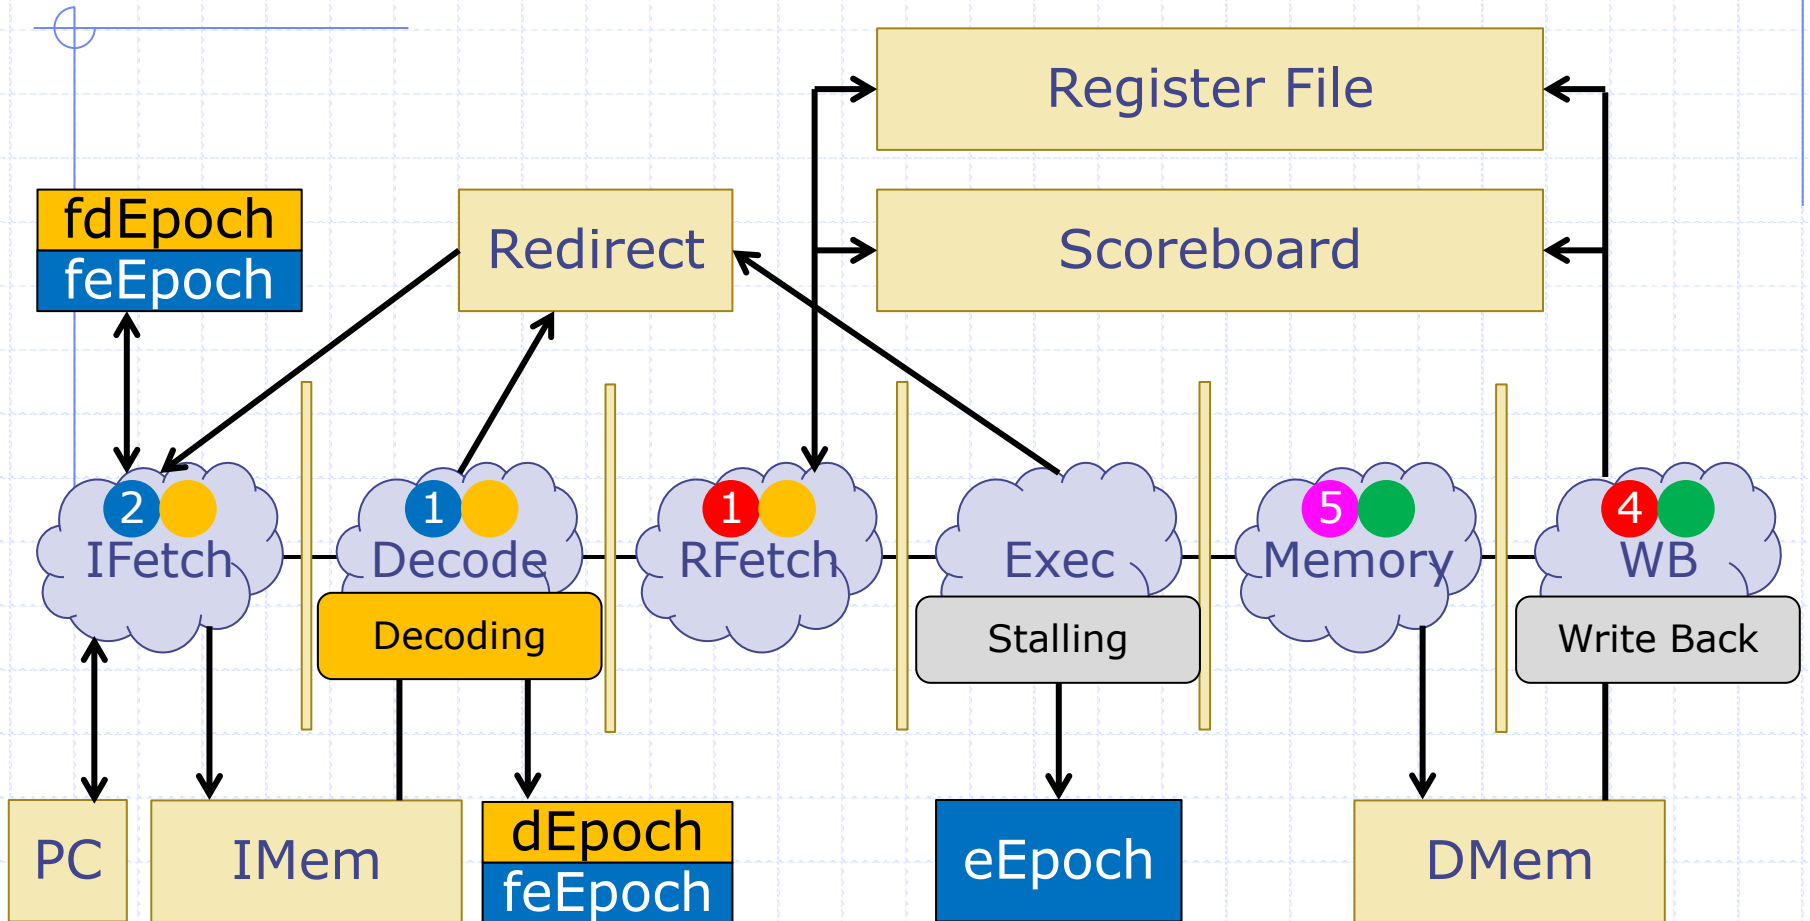 Register File
fdEpoch
feEpoch
Redirect
Scoreboard
2
1
1
5
4
IFetch
Decode
RFetch
Exec
Memory
WB
Decoding
Stalling
Write Back
PC
IMem
dEpoch
feEpoch
eEpoch
DMem